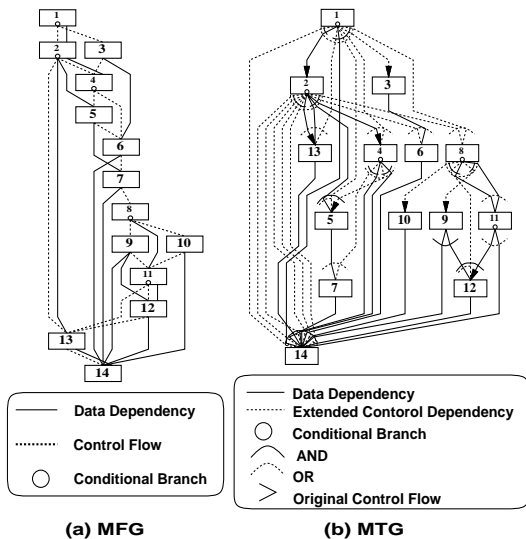 1
2
3
4
5
6
7
8
9
10
11
12
13
14
Data Dependency
Control Flow
Conditional Branch
(a) MFG
1
2
3
13
4
6
8
5
10
9
11
7
12
14
Data Dependency
Extended Contorol Dependency
Conditional Branch
AND
OR
Original Control Flow
(b) MTG